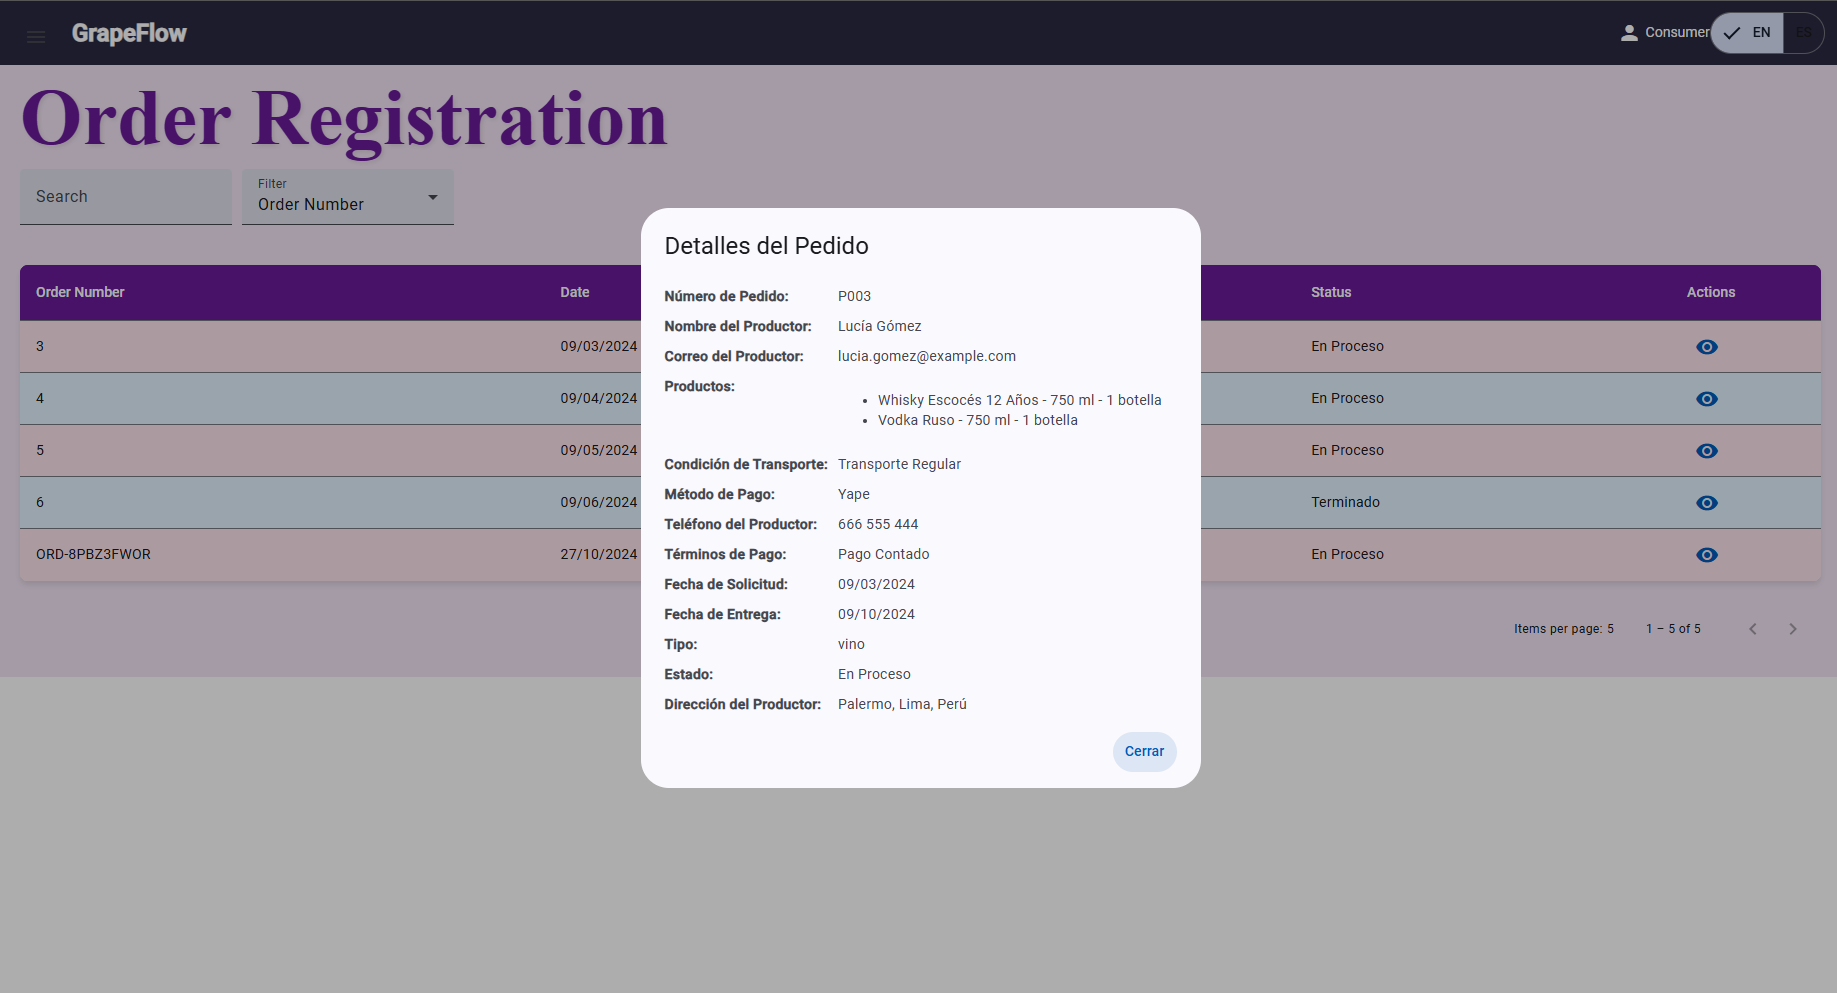 GrapeFlow
Consumer
EN
ES
Order Registration
Search
Filter
Order Number
Order Number Date Status Actions
3 09/03/2024 En Proceso
4 09/04/2024 En Proceso
5 09/05/2024 En Proceso
6 09/06/2024 Terminado
ORD-8PBZ3FWOR 27/10/2024 En Proceso
Items per page: 5 1 – 5 of 5
Detalles del Pedido
Número de Pedido: P003
Nombre del Productor: Lucía Gómez
Correo del Productor: lucia.gomez@example.com
Productos:
• Whisky Escocés 12 Años - 750 ml - 1 botella
• Vodka Ruso - 750 ml - 1 botella
Condición de Transporte: Transporte Regular
Método de Pago: Yape
Teléfono del Productor: 666 555 444
Términos de Pago: Pago Contado
Fecha de Solicitud: 09/03/2024
Fecha de Entrega: 09/10/2024
Tipo: vino
Estado: En Proceso
Dirección del Productor: Palermo, Lima, Perú
Cerrar